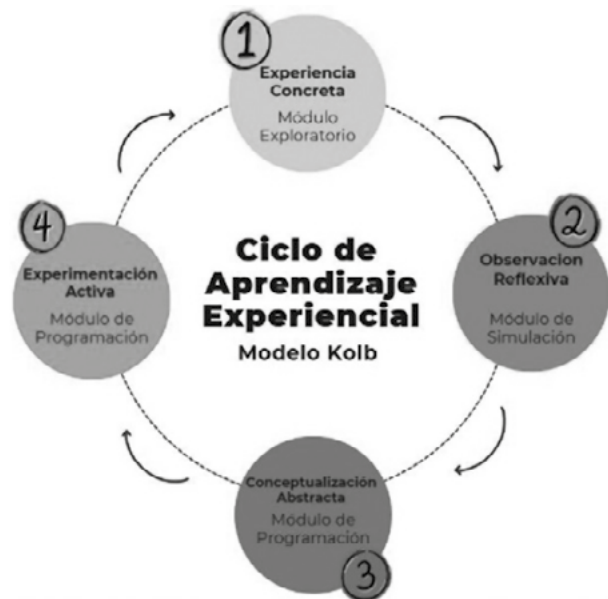 Ciclo de
Aprendizaje
Experiencial
Modelo Kolb
1
Experiencia
Concreta
Módulo
Exploratorio
2
Observacion
Reflexiva
Módulo de
Simulación
3
Conceptualización
Abstracta
Módulo de
Programación
4
Experimentación
Activa
Módulo de
Programación